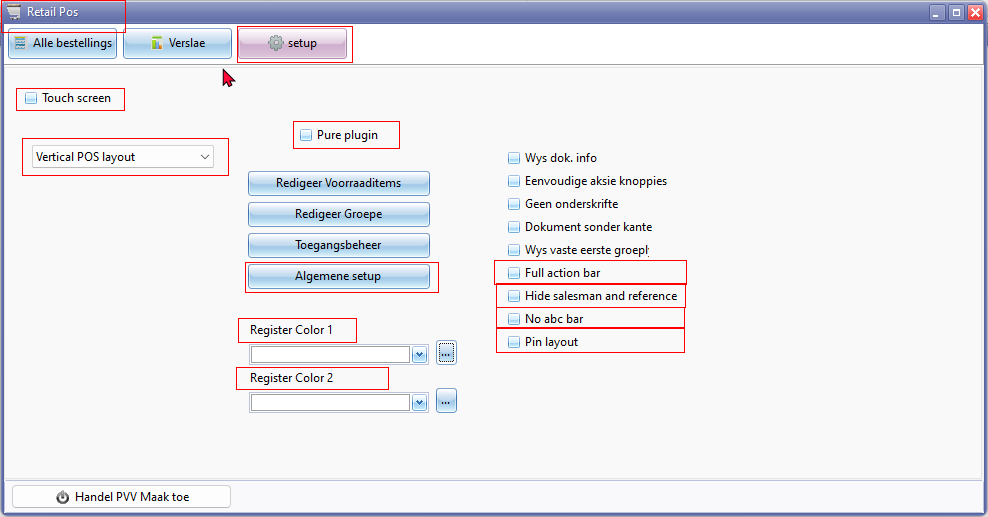 Retail Pos
Alle bestellings
Verslae
setup
Touch screen
Vertical POS layout
Pure plugin
Redigeer Voorraaditems
Redigeer Groepe
Toegangsbeheer
Algemene setup
Register Color 1
...
Register Color 2
...
Wys dok. info
Eenvoudige aksie knoppies
Geen onderskrifte
Dokument sonder kante
Wys vaste eerste groeply
Full action bar
Hide salesman and reference
No abc bar
Pin layout
Handel PVV Maak toe